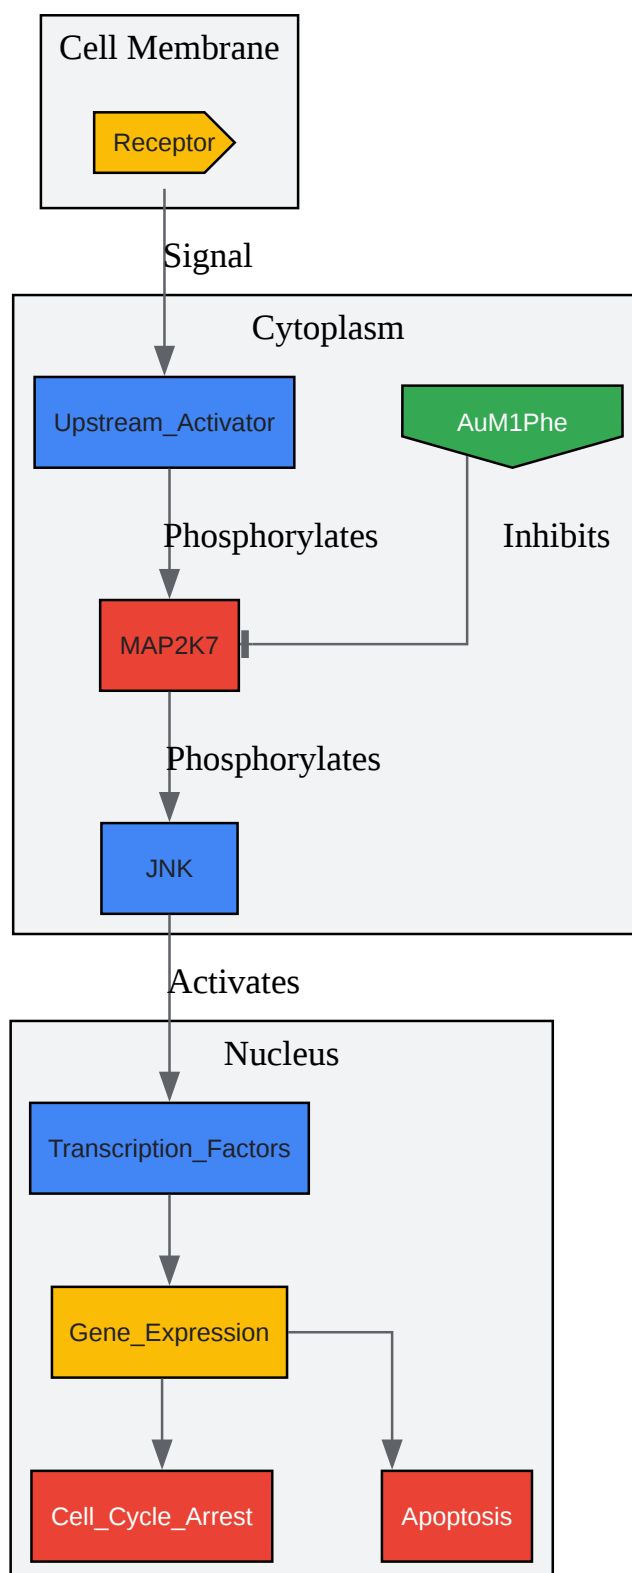 Cell Membrane
Receptor
Signal
Cytoplasm
Upstream_Activator
AuM1Phe
Phosphorylates
Inhibits
MAP2K7
Phosphorylates
JNK
Activates
Nucleus
Transcription_Factors
Gene_Expression
Cell_Cycle_Arrest
Apoptosis